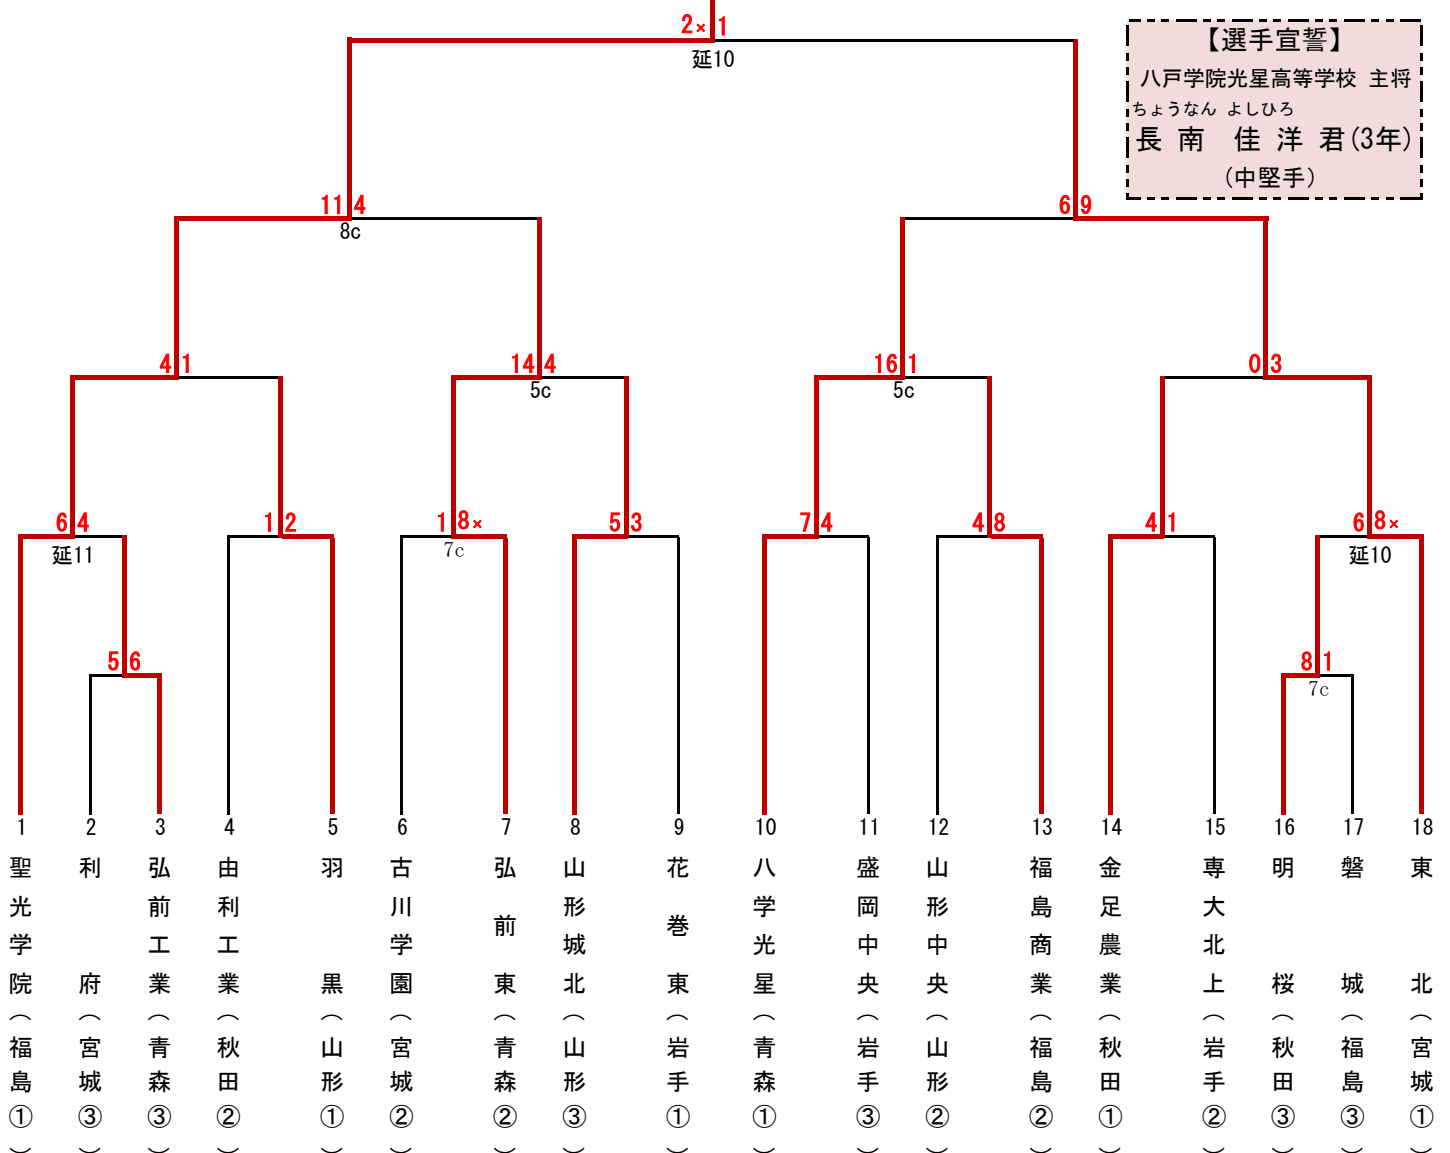 2× 1
延10
【選手宣誓】
八戸学院光星高等学校 主将
ちょうなん よしひろ
長南 佳洋 君(3年)
(中堅手)
11 4
8c
6 9
4 1
14 4
5c
16 1
5c
0 3
6 4
延11
1 2
1 8×
7c
5 3
7 4
4 8
4 1
6 8×
延10
5 6
8 1
7c
1 2 3 4 5 6 7 8 9 10 11 12 13 14 15 16 17 18
聖光学院(福島①)
利府(宮城③)
弘前工業(青森③)
由利工業(秋田②)
羽黒(山形①)
古川学園(宮城②)
弘前東(青森②)
山形城北(山形③)
花巻東(岩手①)
八学光星(青森①)
盛岡中央(岩手③)
山形中央(山形②)
福島商業(福島②)
金足農業(秋田①)
専大北上(岩手②)
明桜(秋田③)
磐城(福島③)
東北(宮城①)